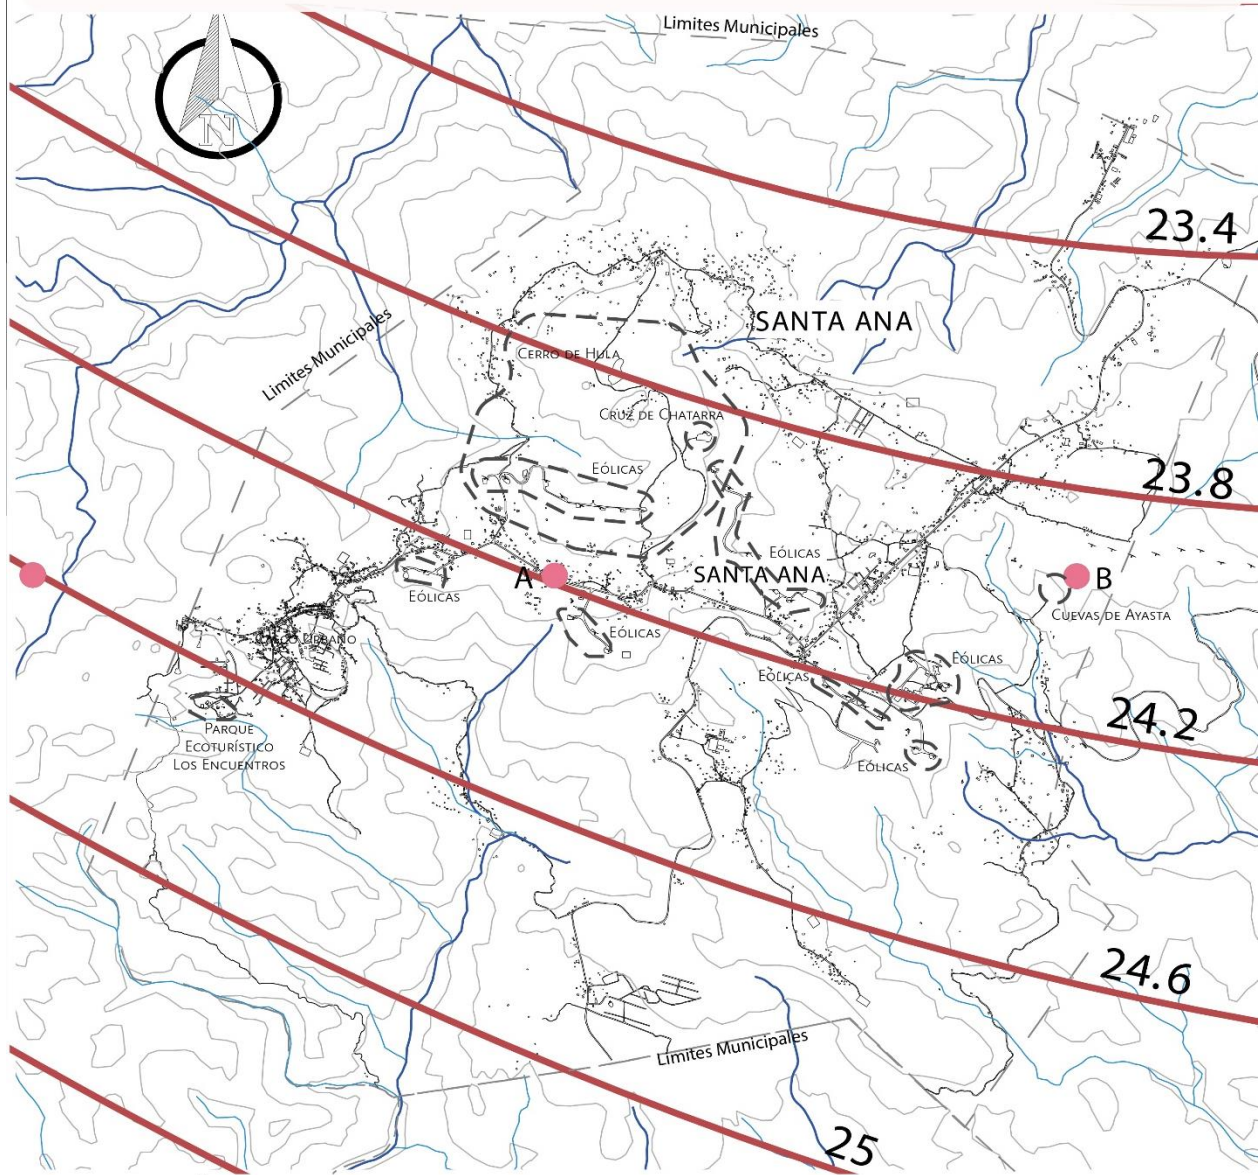 Limites Municipales
N
23.4
SANTA ANA
Limites Municipales
CERRO DE HULA
CRUZ DE CHATARRA
EÓLICAS
23.8
EÓLICAS
A
SANTA ANA
B
EÓLICAS
CUEVAS DE AYASTA
EÓLICAS
URBANO
EÓLICAS
EÓLICAS
24.2
PARQUE
ECOTURÍSTICO
LOS ENCUENTROS
EÓLICAS
24.6
Limites Municipales
25